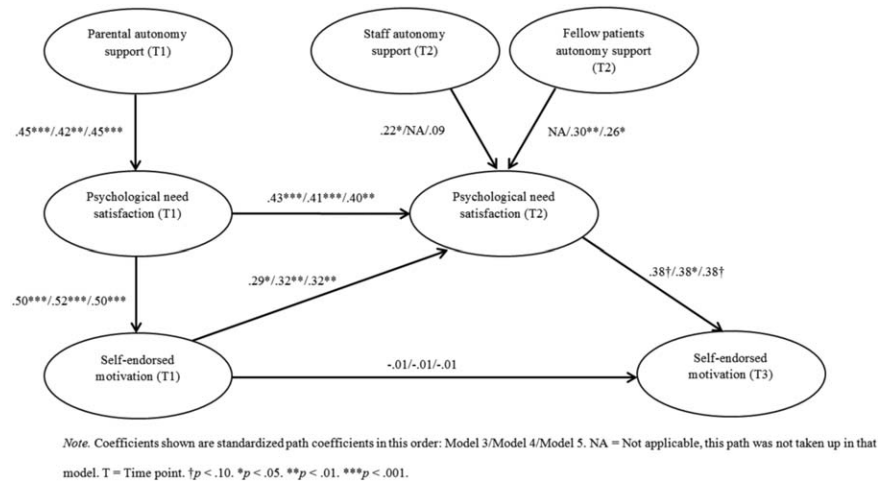 Parental autonomy
support (T1)
Staff autonomy
support
(T2)
Fellow patients
autonomy support
(T2)
.45***/.42**/.45***
.22*/NA/.09
NA/.30**/.26*
Psychological need
satisfaction (T1)
.43***/.41***/.40**
Psychological need
satisfaction (T2)
.50***/.52***/.50***
.29*/.32**/.32**
.38†/.38*/.38†
Self-endorsed
motivation (T1)
-.01/-.01/-.01
Self-endorsed
motivation (T3)
Note. Coefficients shown are standardized path coefficients in this order: Model 3/Model 4/Model 5. NA = Not applicable, this path was not taken up in that
model. T = Time point. †p < .10. *p < .05. **p < .01. ***p < .001.